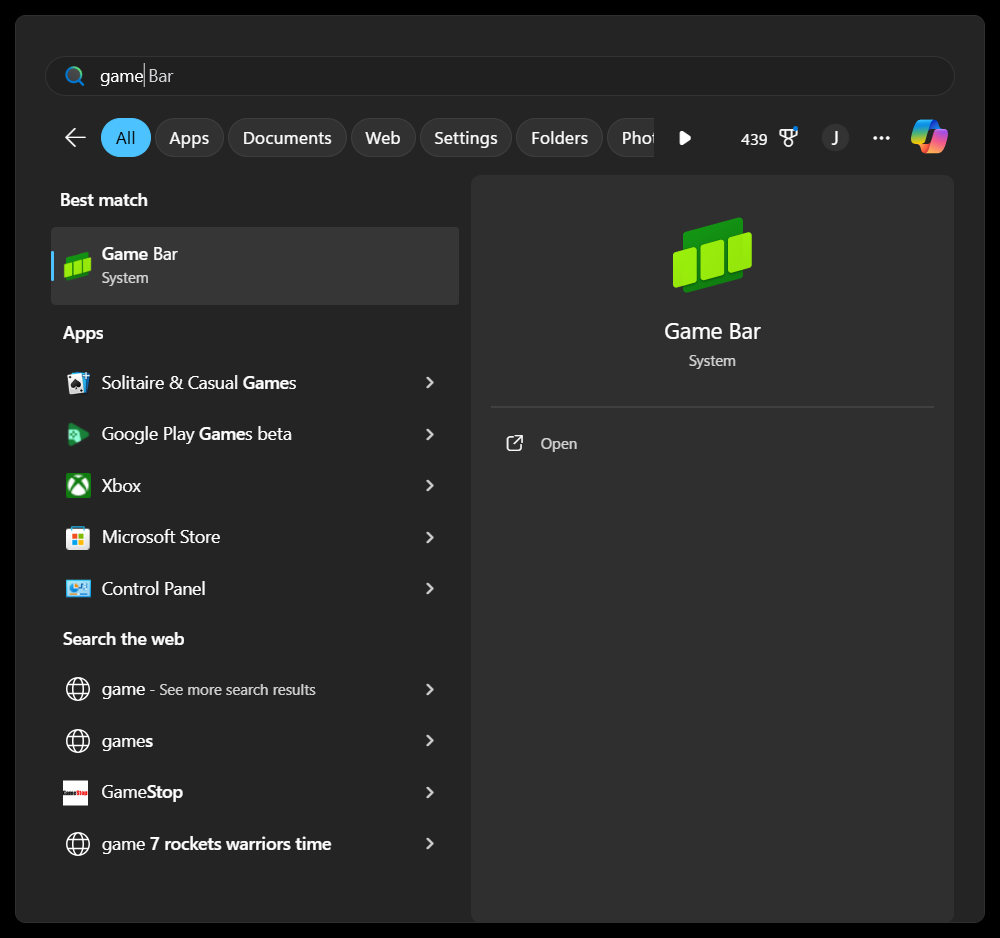 game Bar
All
Apps
Documents
Web
Settings
Folders
Phot
439
J
Best match
Game Bar
System
Apps
Solitaire & Casual Games
Google Play Games beta
Xbox
Microsoft Store
Control Panel
Search the web
game - See more search results
games
GameStop
GameStop
game 7 rockets warriors time
Game Bar
System
Open